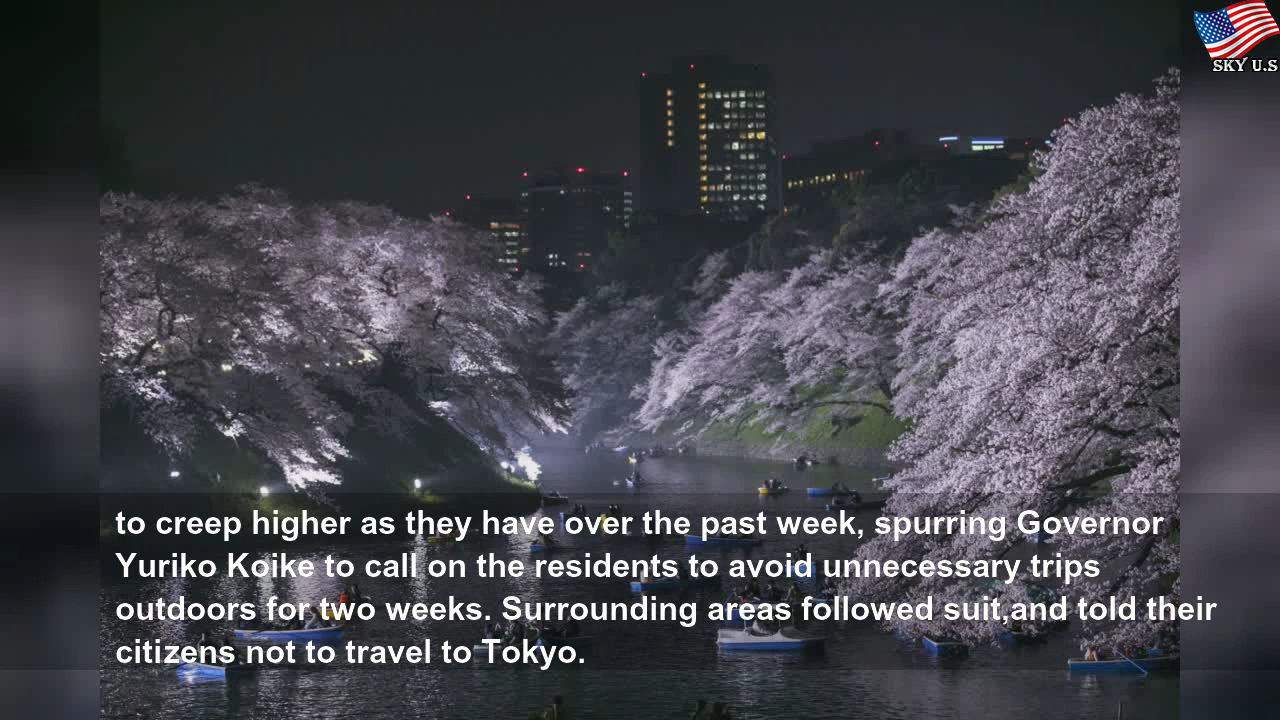 SKY U.S
to creep higher as they have over the past week, spurring Governor
Yuriko Koike to call on the residents to avoid unnecessary trips
outdoors for two weeks. Surrounding areas followed suit,and told their
citizens not to travel to Tokyo.